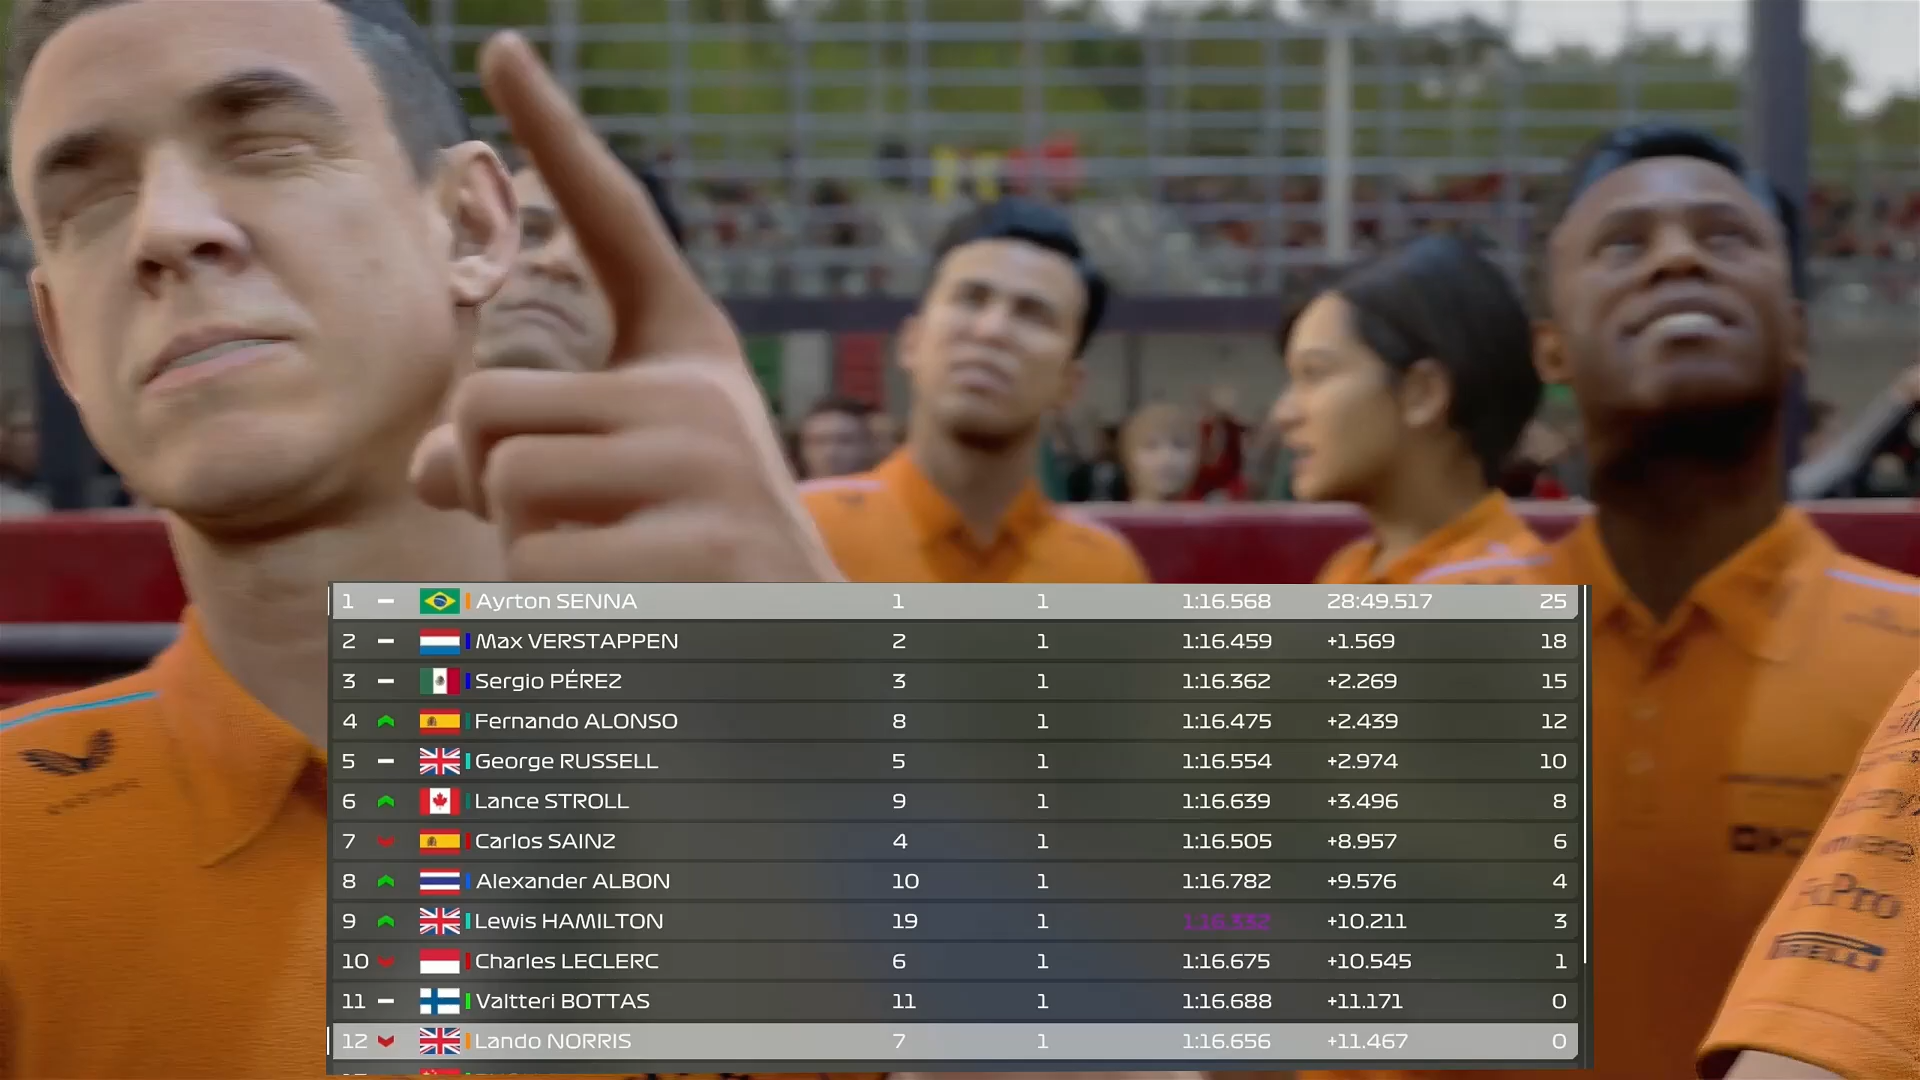 1 Ayrton SENNA 1 1 1:16.568 28:49.517 25
2 Max VERSTAPPEN 2 1 1:16.459 +1.569 18
3 Sergio PÉREZ 3 1 1:16.362 +2.269 15
4 Fernando ALONSO 8 1 1:16.475 +2.439 12
5 George RUSSELL 5 1 1:16.554 +2.974 10
6 Lance STROLL 9 1 1:16.639 +3.496 8
7 Carlos SAINZ 4 1 1:16.505 +8.957 6
8 Alexander ALBON 10 1 1:16.782 +9.576 4
9 Lewis HAMILTON 19 1 1:16.332 +10.211 3
10 Charles LECLERC 6 1 1:16.675 +10.545 1
11 Valtteri BOTTAS 11 1 1:16.688 +11.171 0
12 Lando NORRIS 7 1 1:16.656 +11.467 0
PIRELLI